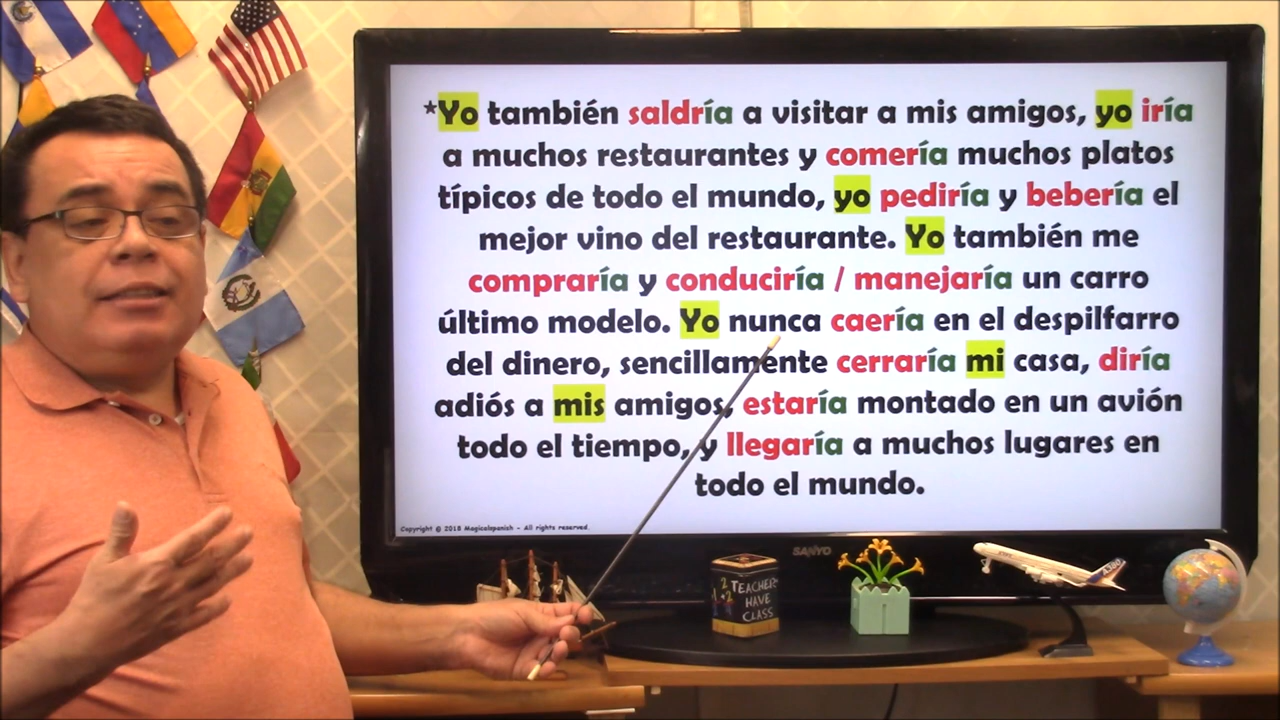 *Yo también saldría a visitar a mis amigos, yo iría
a muchos restaurantes y comería muchos platos
típicos de todo el mundo, yo pediría y bebería el
mejor vino del restaurante. Yo también me
compraría y conduciría / manejaría un carro
último modelo. Yo nunca caería en el despilfarro
del dinero, sencillamente cerraría mi casa, diría
adiós a mis amigos, estaría montado en un avión
todo el tiempo, y llegaría a muchos lugares en
todo el mundo.
Copyright © 2018 Magicalspanish - All rights reserved.
SANYO
TEACHERS
HAVE
CLASS
A380